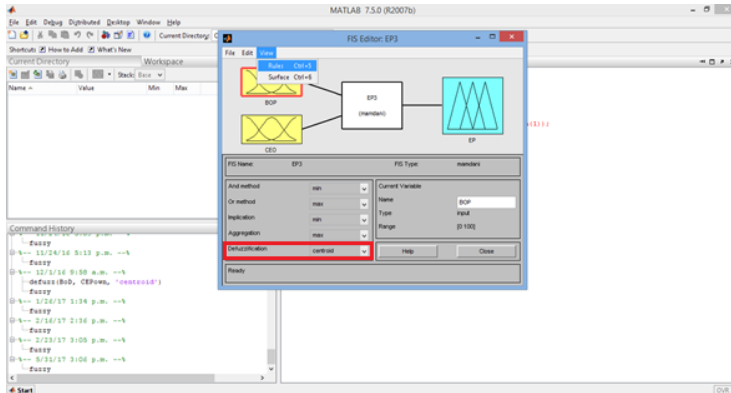 MATLAB 7.5.0 (R2007b)
File Edit Debug Distributed Desktop Window Help
Current Directory:
Shortcuts How to Add What's New
Current Directory Workspace
Stack: Base
Name Value Min Max
FIS Editor: EP3
File Edit View
Rules Ctrl+5
Surface Ctrl+6
BOP
CEO
EP3
(mamdani)
EP
FIS Name: EP3 FIS Type: mamdani
And method min
Or method max
Implication min
Aggregation max
Defuzzification centroid
Current Variable
Name BOP
Type input
Range [0 100]
Help Close
Ready
(1));
Command History
fuzzy
%-- 11/24/16 5:13 p.m. --%
fuzzy
%-- 12/1/16 9:58 a.m. --%
defuzz(BoD, CEPown, 'centroid')
fuzzy
%-- 1/26/17 1:34 p.m. --%
fuzzy
%-- 2/16/17 2:36 p.m. --%
fuzzy
%-- 2/23/17 3:05 p.m. --%
fuzzy
%-- 5/31/17 3:06 p.m. --%
fuzzy
Start
OVR